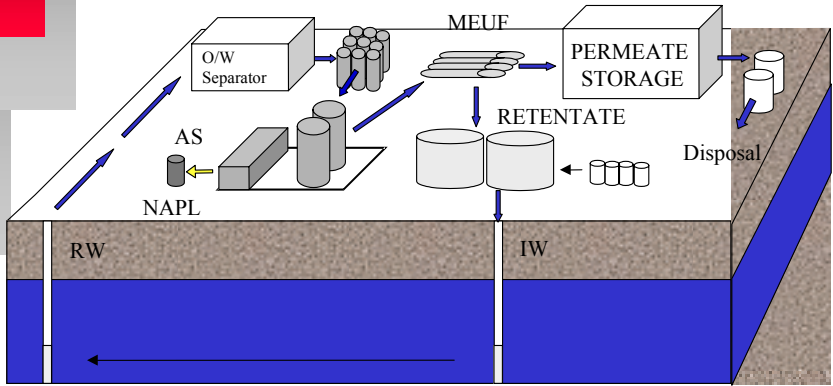 MEUF
O/W
Separator
PERMEATE
STORAGE
RETENTATE
AS
Disposal
NAPL
RW
IW